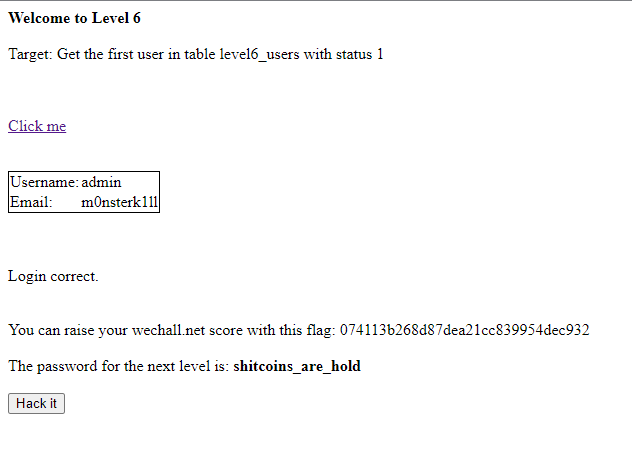 Welcome to Level 6
Target: Get the first user in table level6_users with status 1
Click me
Username: admin
Email: m0nsterk1ll
Login correct.
You can raise your wechall.net score with this flag: 074113b268d87dea21cc839954dec932
The password for the next level is: shitcoins_are_hold
Hack it